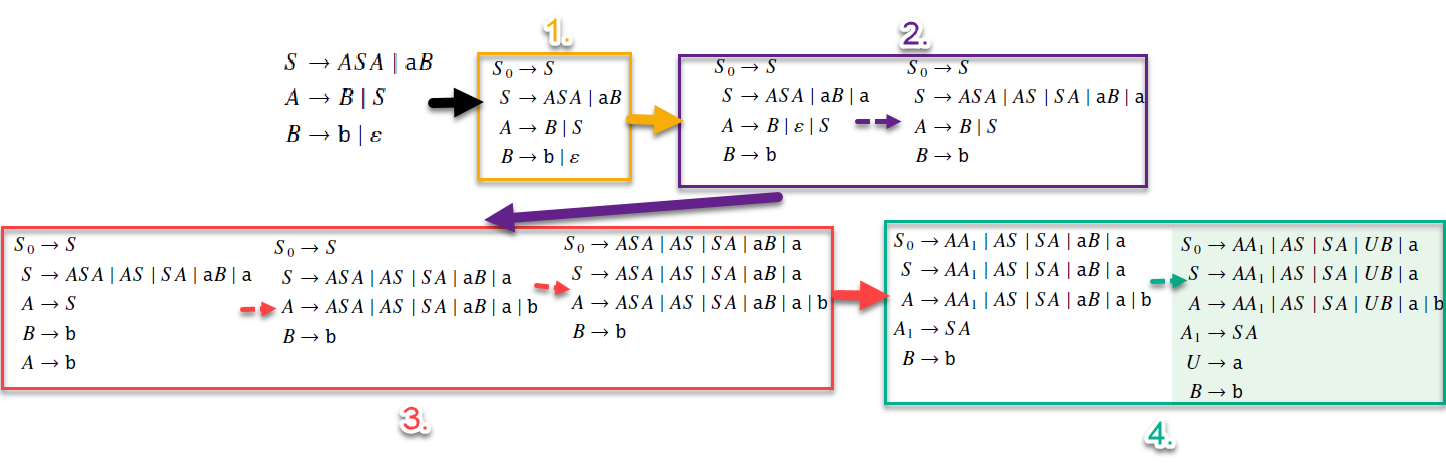 1.
2.
S → ASA | aB
A → B | S
B → b | ε
S₀ → S
S → ASA | aB
A → B | S
B → b | ε
S₀ → S
S → ASA | aB | a
A → B | ε | S
B → b
S₀ → S
S → ASA | AS | SA | aB | a
A → B | S
B → b
S₀ → S
S → ASA | AS | SA | aB | a
A → S
B → b
A → b
S₀ → S
S → ASA | AS | SA | aB | a
A → ASA | AS | SA | aB | a | b
B → b
S₀ → ASA | AS | SA | aB | a
S → ASA | AS | SA | aB | a
A → ASA | AS | SA | aB | a | b
B → b
3.
S₀ → AA₁ | AS | SA | aB | a
S → AA₁ | AS | SA | aB | a
A → AA₁ | AS | SA | aB | a | b
A₁ → SA
B → b
S₀ → AA₁ | AS | SA | UB | a
S → AA₁ | AS | SA | UB | a
A → AA₁ | AS | SA | UB | a | b
A₁ → SA
U → a
B → b
4.